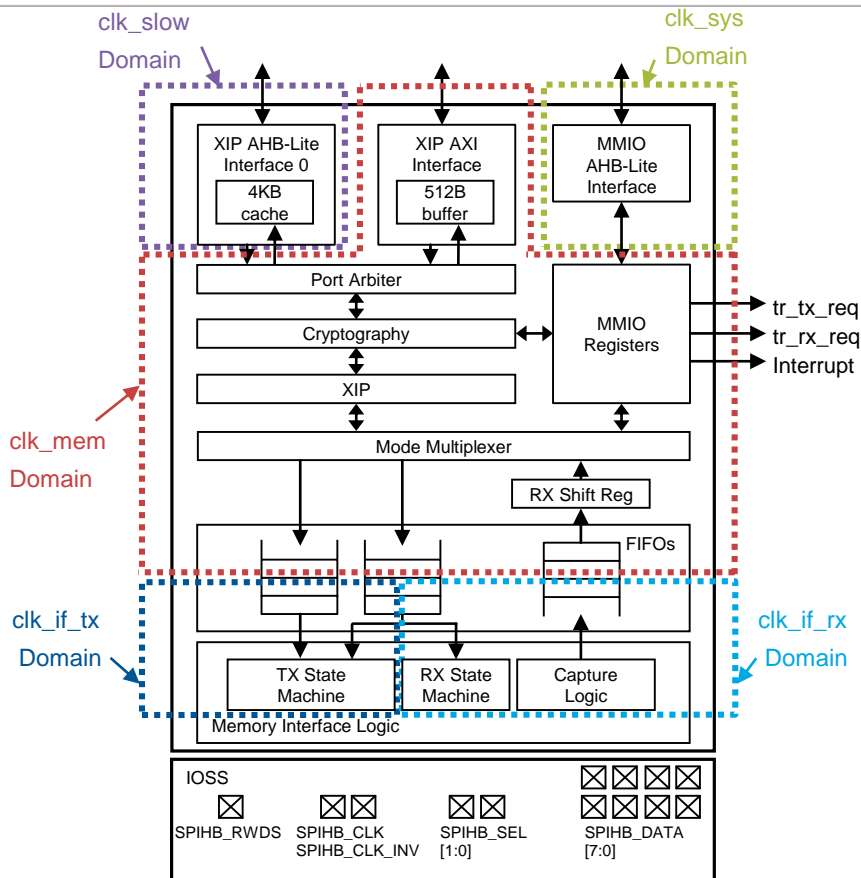 clk_slow
Domain
clk_sys
Domain
XIP AHB-Lite
Interface 0
4KB
cache
XIP AXI
Interface
512B
buffer
MMIO
AHB-Lite
Interface
Port Arbiter
Cryptography
MMIO
Registers
tr_tx_req
tr_rx_req
Interrupt
XIP
clk_mem
Domain
Mode Multiplexer
RX Shift Reg
FIFOs
clk_if_tx
Domain
clk_if_rx
Domain
TX State
Machine
RX State
Machine
Capture
Logic
Memory Interface Logic
IOSS
SPIHB_RWDS
SPIHB_CLK
SPIHB_CLK_INV
SPIHB_SEL
[1:0]
SPIHB_DATA
[7:0]